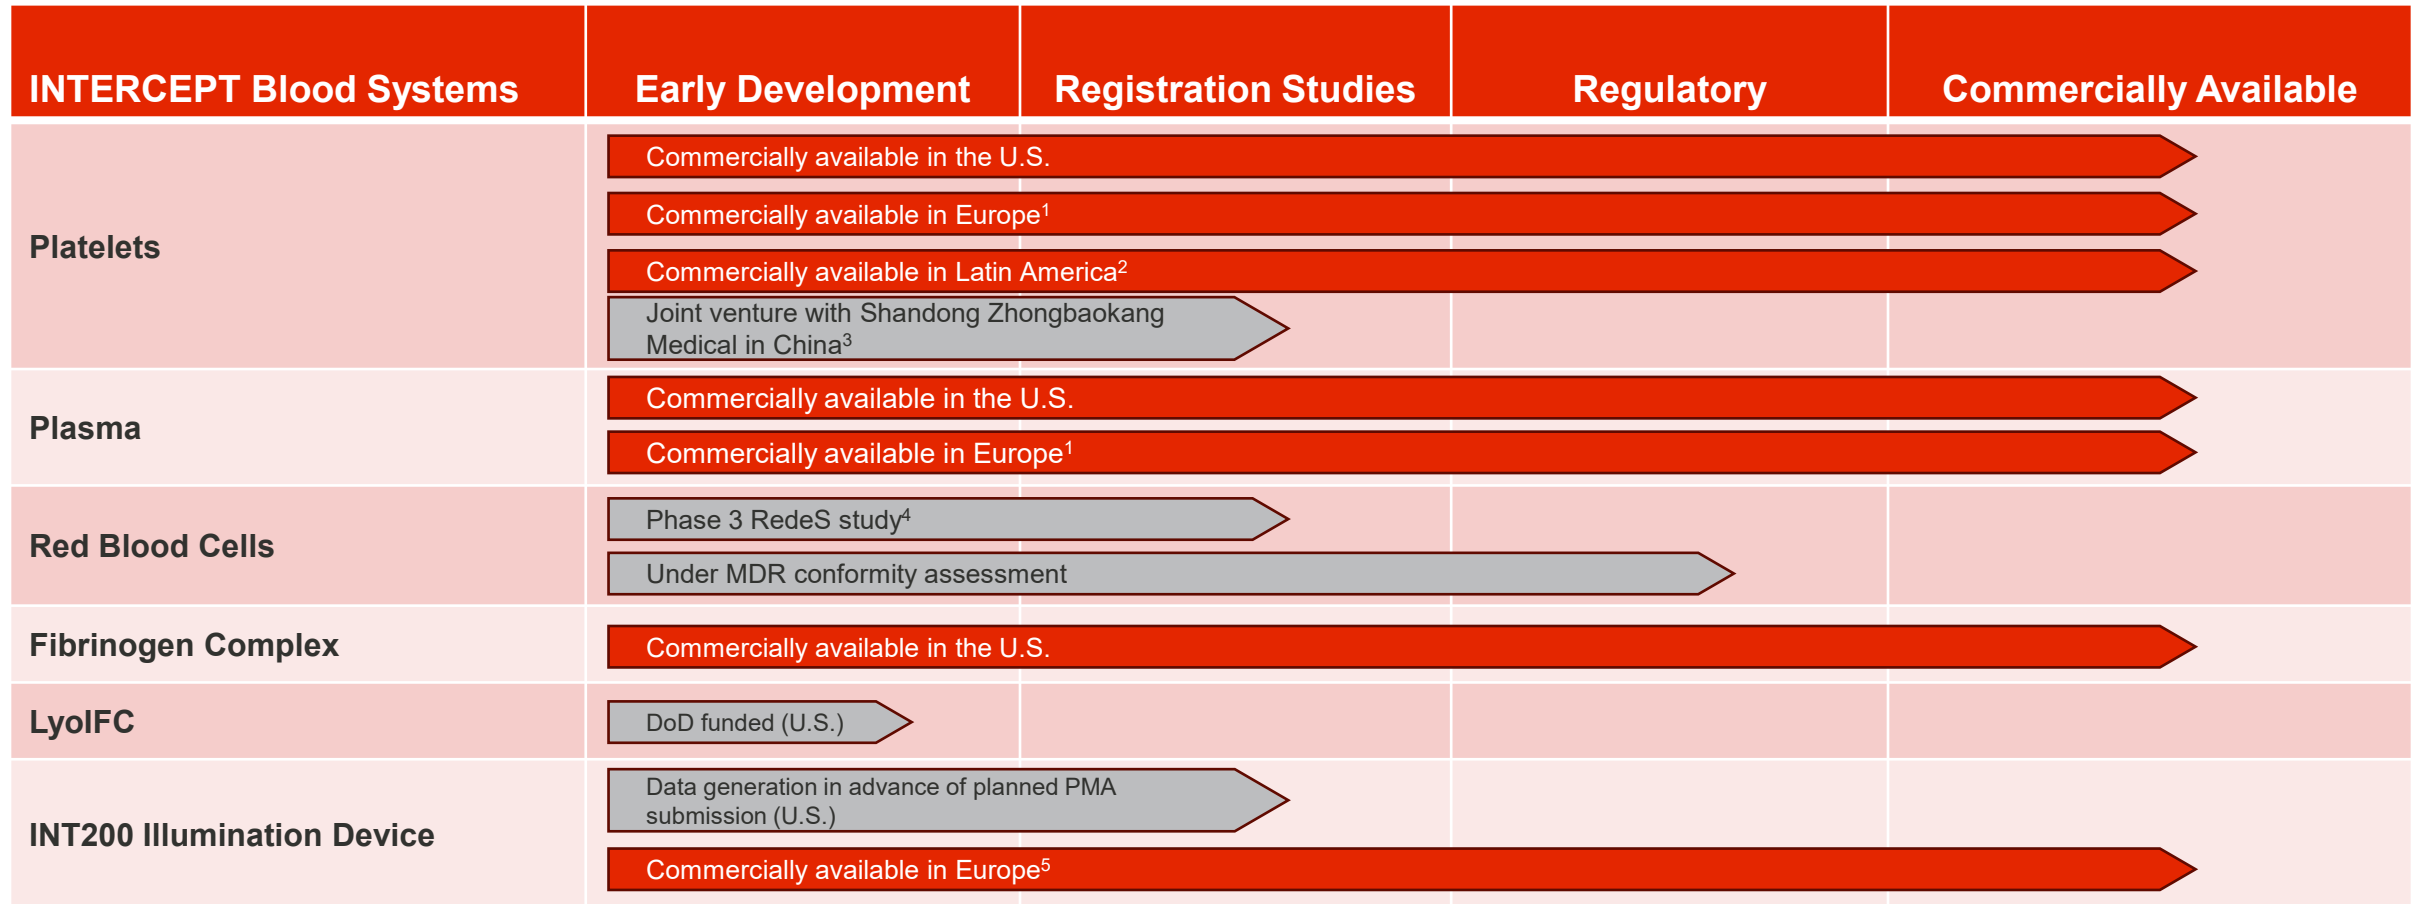 INTERCEPT Blood Systems
Early Development
Registration Studies
Regulatory
Commercially Available
Platelets
Commercially available in the U.S.
Commercially available in Europe¹
Commercially available in Latin America²
Joint venture with Shandong Zhongbaokang
Medical in China³
Plasma
Commercially available in the U.S.
Commercially available in Europe¹
Red Blood Cells
Phase 3 RedeS study⁴
Under MDR conformity assessment
Fibrinogen Complex
Commercially available in the U.S.
LyoIFC
DoD funded (U.S.)
INT200 Illumination Device
Data generation in advance of planned PMA
submission (U.S.)
Commercially available in Europe⁵